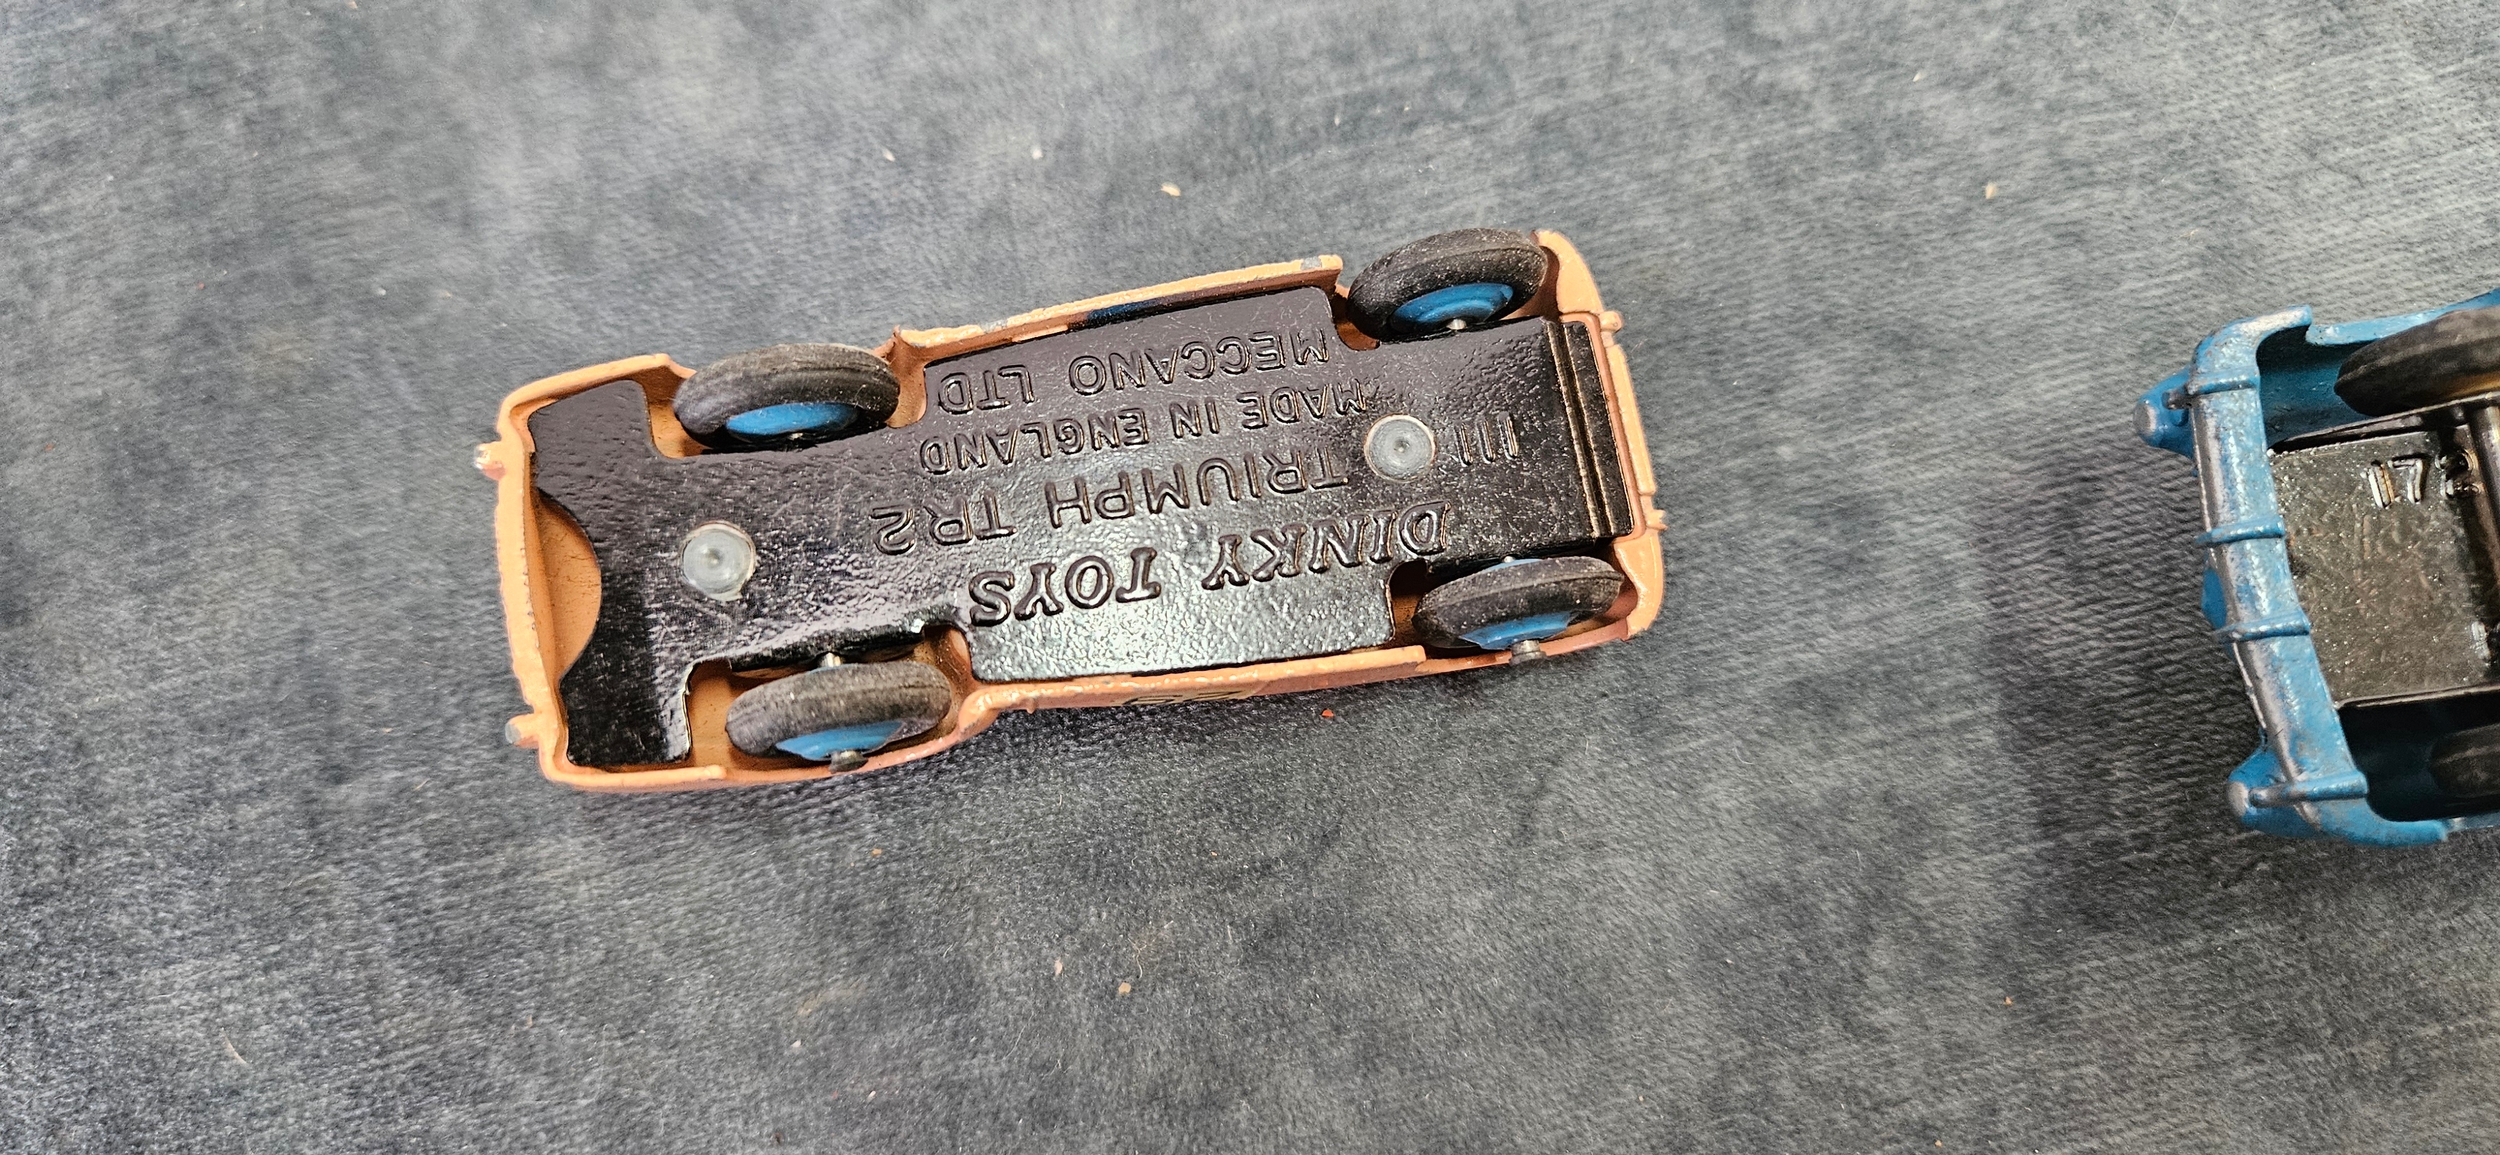 DINKY TOYS
TRIUMPH TR2
111
MADE IN ENGLAND
MECCANO LTD